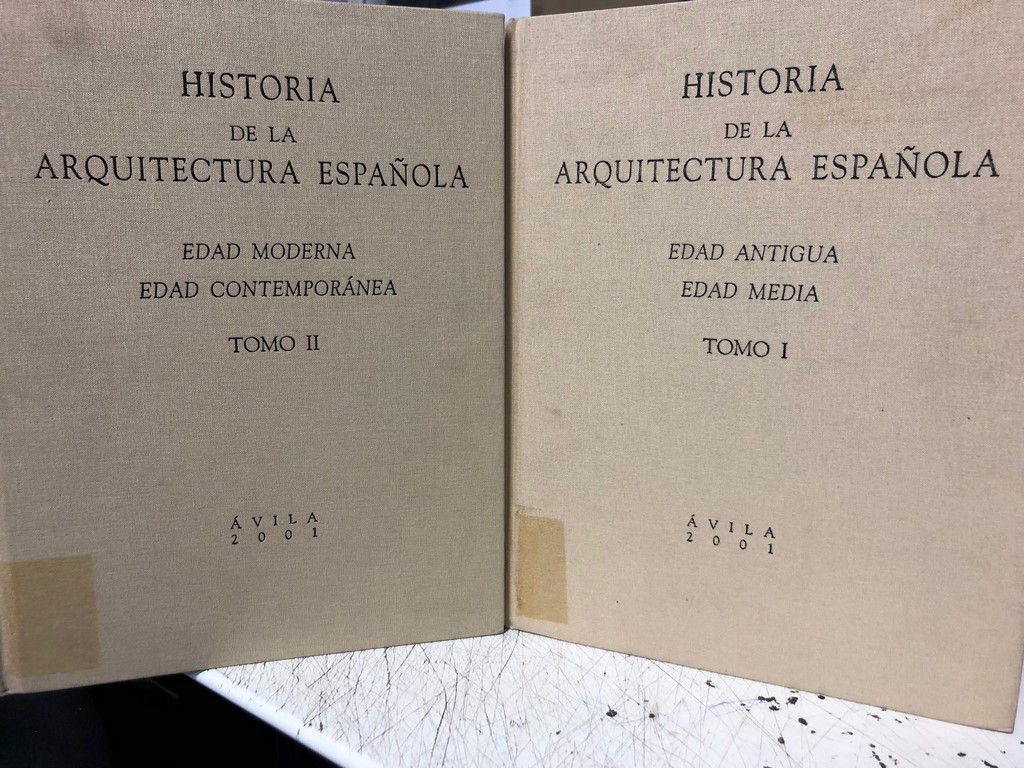 HISTORIA
DE LA
ARQUITECTURA ESPAÑOLA
EDAD MODERNA
EDAD CONTEMPORÁNEA
TOMO II
ÁVILA
2001
HISTORIA
DE LA
ARQUITECTURA ESPAÑOLA
EDAD ANTIGUA
EDAD MEDIA
TOMO I
ÁVILA
2001